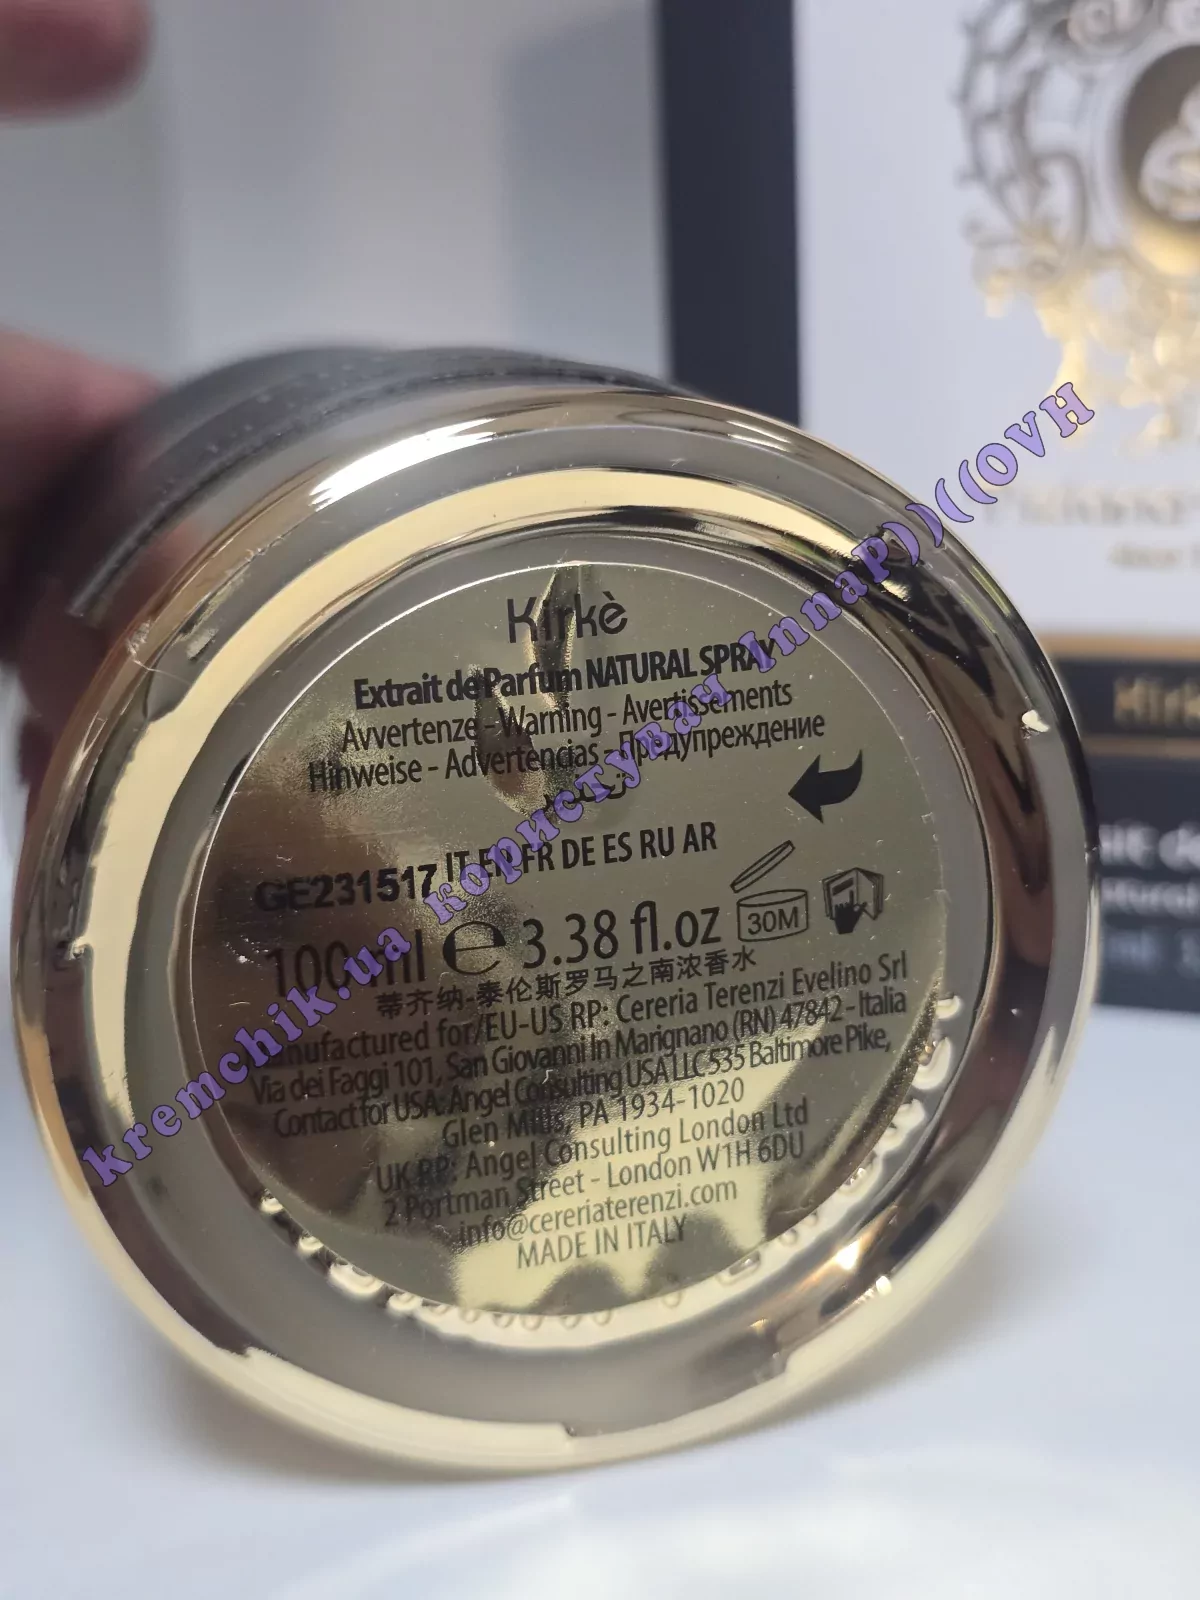 Kirkè
Extrait de Parfum NATURAL SPRAY
Avvertenze - Warning - Avertissements
Hinweise - Advertencias - Предупреждение
IT EN FR DE ES RU AR
GE231517
100 ml e 3.38 fl.oz
30M
蒂齐纳-泰伦斯罗马之南浓香水
Manufactured for/EU-US RP: Cereria Terenzi Evelino Srl
Via dei Faggi 101, San Giovanni In Marignano (RN) 47842 - Italia
Contact for USA: Angel Consulting USA LLC 535 Baltimore Pike,
Glen Mills, PA 1934-1020
UK RP: Angel Consulting London Ltd
2 Portman Street - London W1H 6DU
info@cereriaterenzi.com
MADE IN ITALY
kremchik.ua користувач InnaP))((OVH